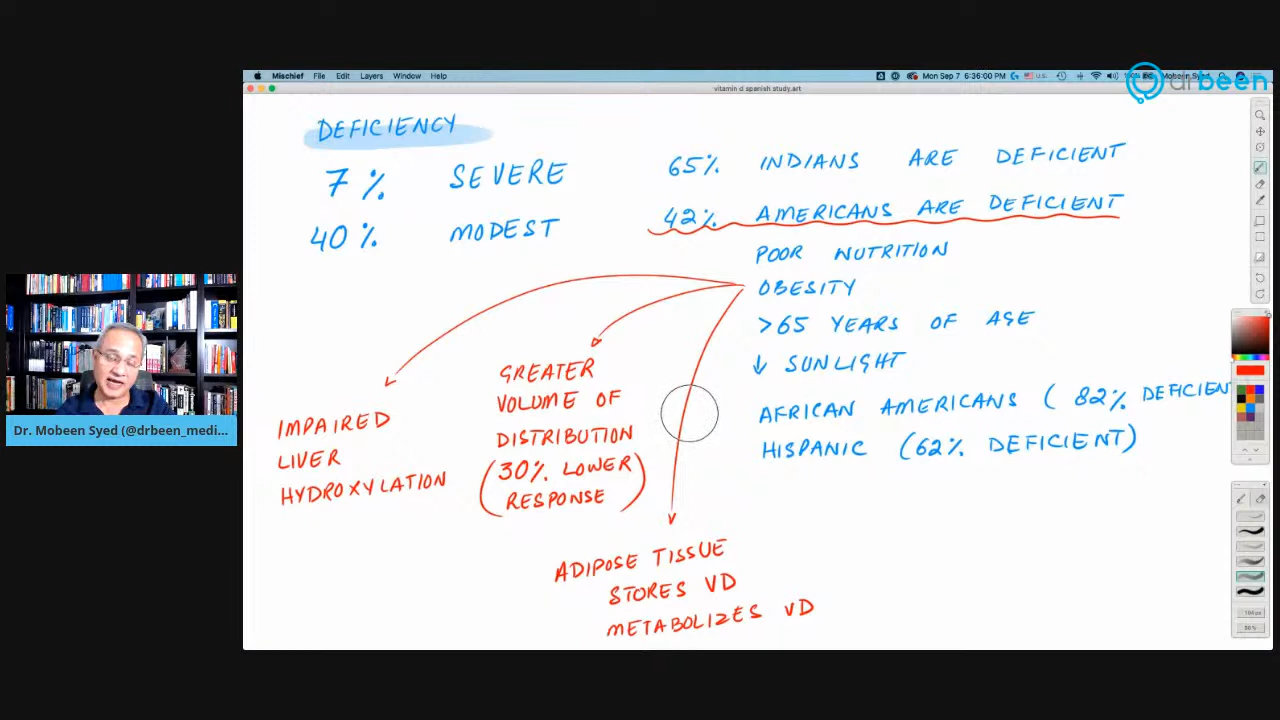 Mischief File Edit Layers Window Help
Mon Sep 7 6:36:00 PM
Mobeen Syed
drbeen
vitamin d spanish study.art
DEFICIENCY
7% SEVERE
40% MODEST
65% INDIANS ARE DEFICIENT
42% AMERICANS ARE DEFICIENT
POOR NUTRITION
OBESITY
>65 YEARS OF AGE
↓ SUNLIGHT
AFRICAN AMERICANS (82% DEFICIEN
HISPANIC (62% DEFICIENT)
IMPAIRED
LIVER
HYDROXYLATION
GREATER
VOLUME OF
DISTRIBUTION
(30% LOWER
RESPONSE)
ADIPOSE TISSUE
STORES VD
METABOLIZES VD
Dr. Mobeen Syed (@drbeen_medi...